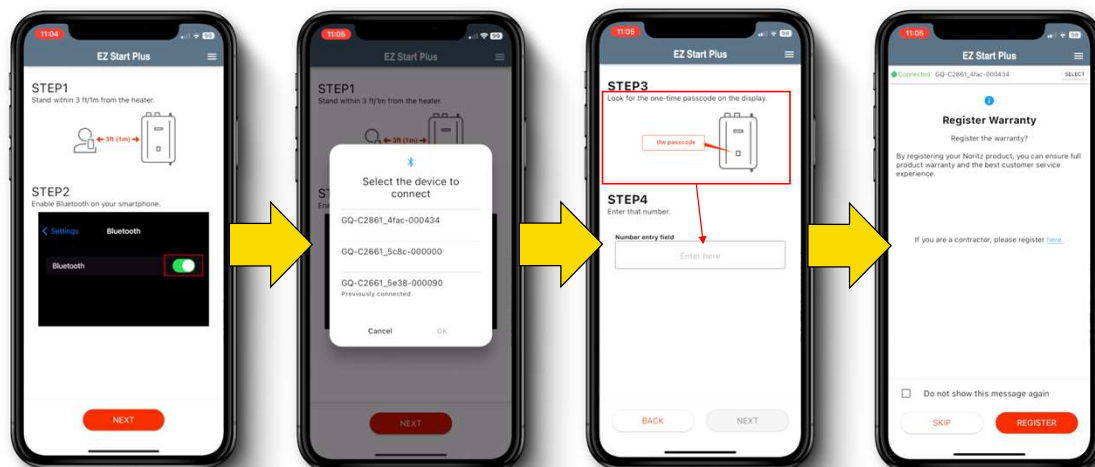 11:04
99
EZ Start Plus
STEP1
Stand within 3 ft/1m from the heater.
3ft (1m)
STEP2
Enable Bluetooth on your smartphone.
Settings
Bluetooth
Bluetooth
NEXT
11:05
99
EZ Start Plus
STEP1
Stand within 3 ft/1m from the heater.
Select the device to
connect
GQ-C2861_4fac-000434
GQ-C2661_5c8c-000000
GQ-C2661_5e38-000090
Previously connected
Cancel
OK
NEXT
11:05
98
EZ Start Plus
STEP3
Look for the one-time passcode on the display.
the passcode
STEP4
Enter that number.
Number entry field
Enter here
BACK
NEXT
11:05
EZ Start Plus
Connected GQ-C2861_4fac-000434
SELECT
Register Warranty
Register the warranty?
By registering your Noritz product, you can ensure full
product warranty and the best customer service
experience.
If you are a contractor, please register here.
Do not show this message again
SKIP
REGISTER